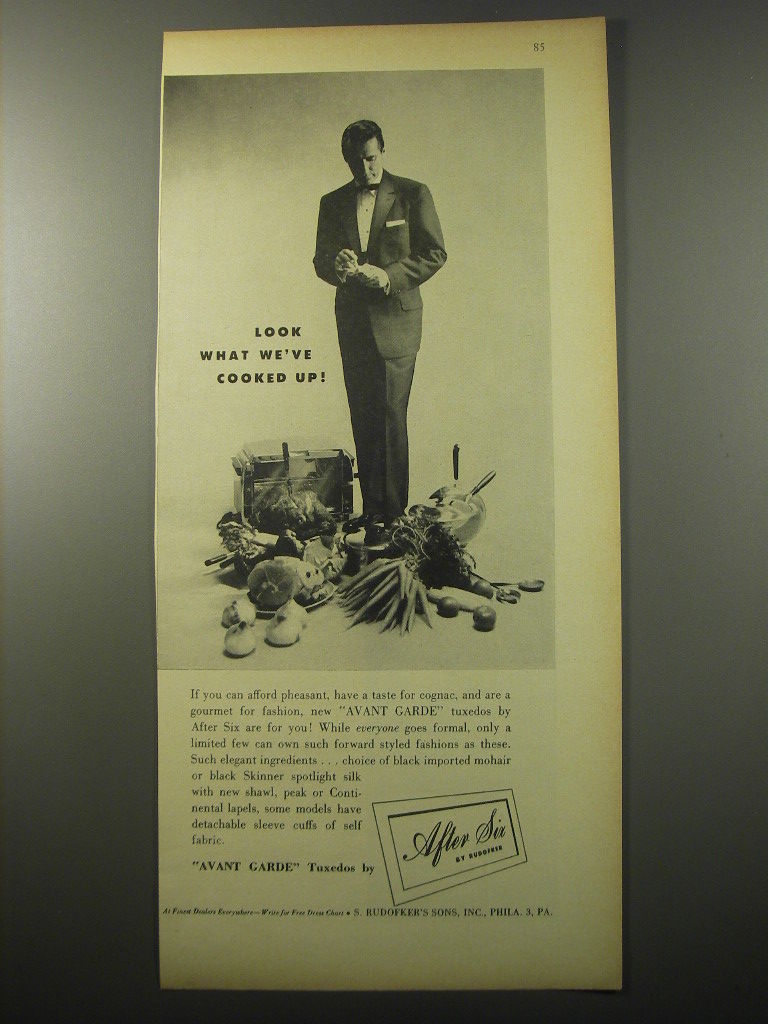 85
LOOK
WHAT WE'VE
COOKED UP!
If you can afford pheasant, have a taste for cognac, and are a
gourmet for fashion, new "AVANT GARDE" tuxedos by
After Six are for you! While everyone goes formal, only a
limited few can own such forward styled fashions as these.
Such elegant ingredients . . . choice of black imported mohair
or black Skinner spotlight silk
with new shawl, peak or Conti-
nental lapels, some models have
detachable sleeve cuffs of self
fabric.
"AVANT GARDE" Tuxedos by
After Six
BY RUDOFKER
At Finest Dealers Everywhere—Write for Free Dress Chart • S. RUDOFKER'S SONS, INC., PHILA. 3, PA.